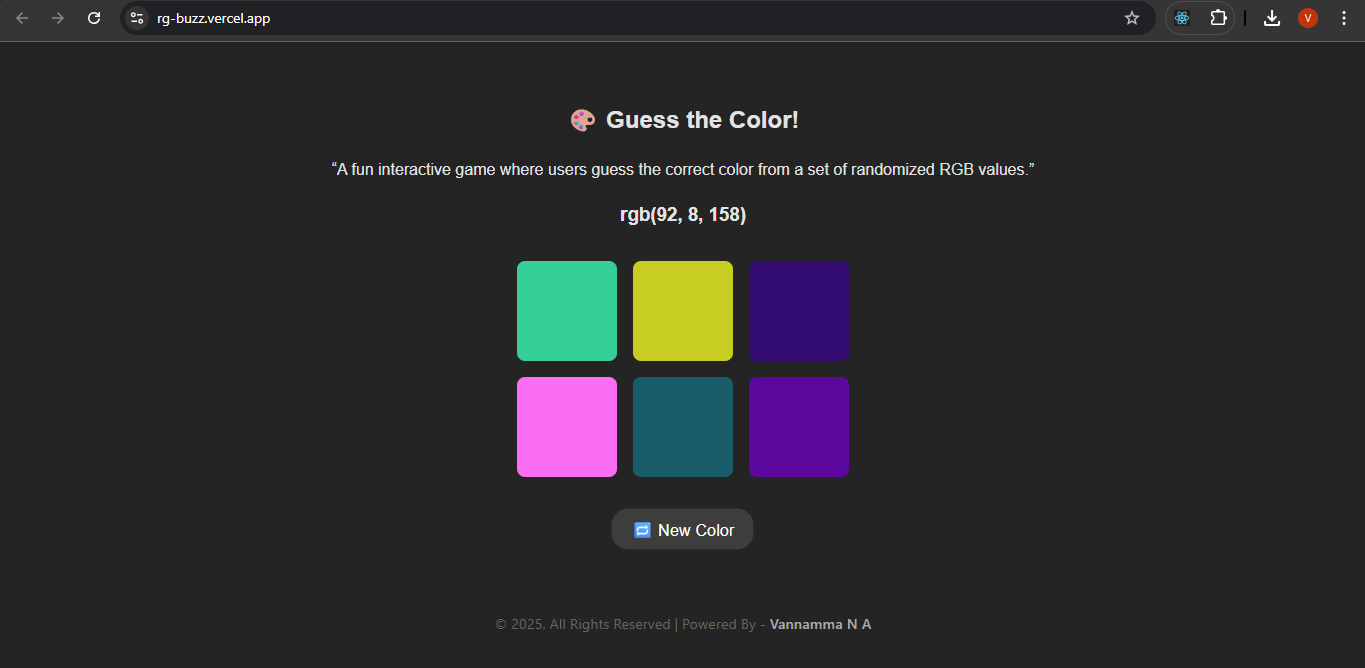 rg-buzz.vercel.app
V
🎨 Guess the Color!
“A fun interactive game where users guess the correct color from a set of randomized RGB values.”
rgb(92, 8, 158)
🔁 New Color
© 2025. All Rights Reserved | Powered By - Vannamma N A